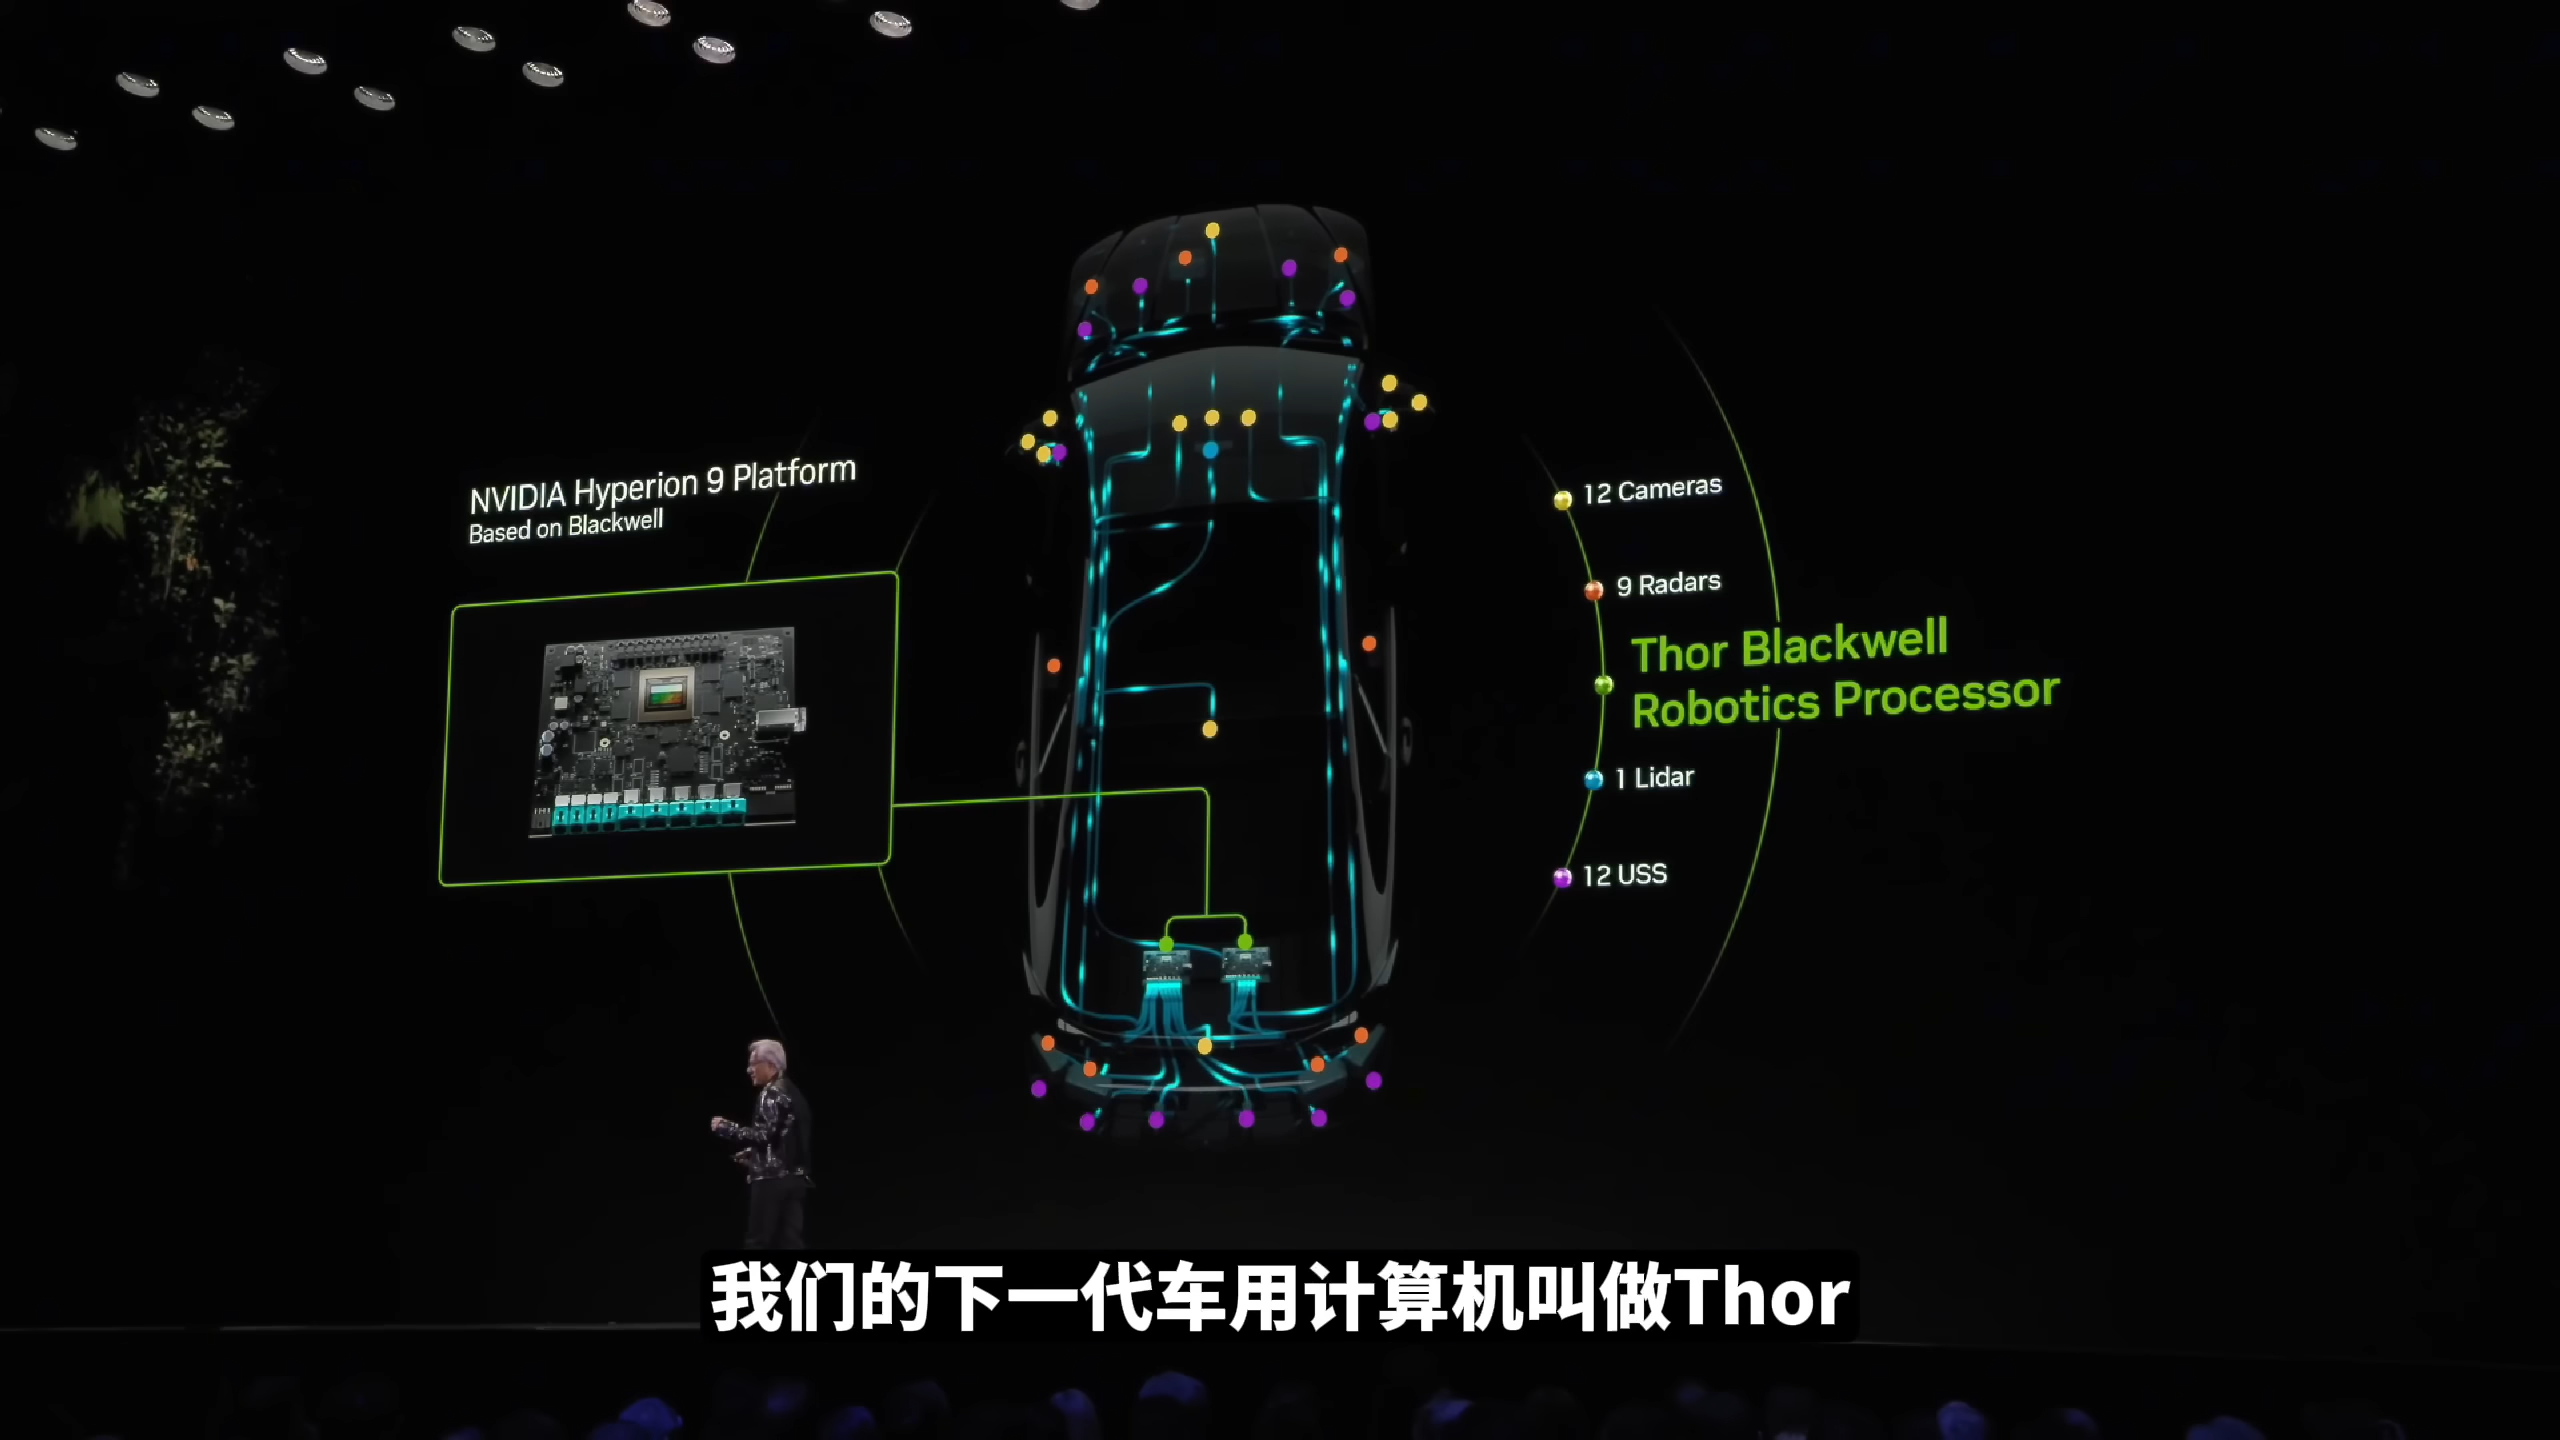 NVIDIA Hyperion 9 Platform
Based on Blackwell
12 Cameras
9 Radars
Thor Blackwell
Robotics Processor
1 Lidar
12 USS
我们的下一代车用计算机叫做Thor